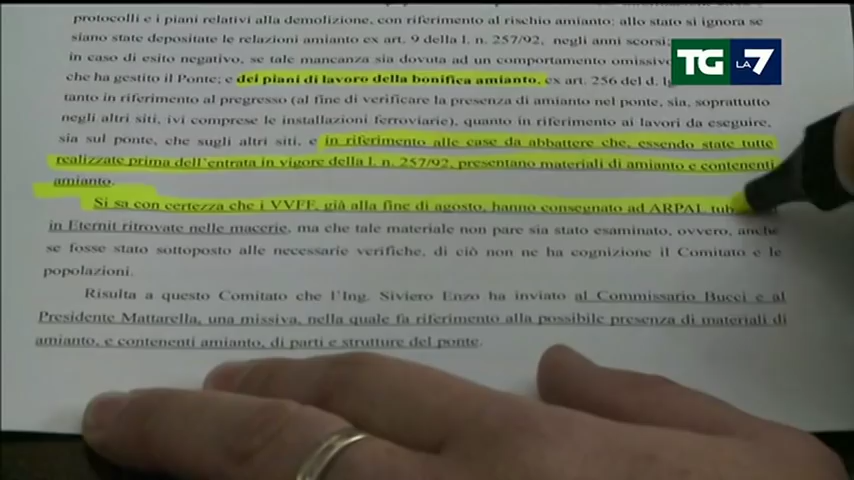 protocolli e i piani relativi alla demolizione, con riferimento al rischio amianto: allo stato si ignora se
siano state depositate le relazioni amianto ex art. 9 della l. n. 257/92, negli anni scorsi;
in caso di esito negativo, se tale mancanza sia dovuta ad un comportamento omissivo
che ha gestito il Ponte; e dei piani di lavoro della bonifica amianto, ex art. 256 del d. lg
tanto in riferimento al pregresso (al fine di verificare la presenza di amianto nel ponte, sia, soprattutto
negli altri siti, ivi comprese le installazioni ferroviarie), quanto in riferimento ai lavori da eseguire,
sia sul ponte, che sugli altri siti, e in riferimento alle case da abbattere che, essendo state tutte
realizzate prima dell'entrata in vigore della l. n. 257/92, presentano materiali di amianto e contenenti
amianto.
Si sa con certezza che i VVFF, già alla fine di agosto, hanno consegnato ad ARPAL tub
in Eternit ritrovate nelle macerie, ma che tale materiale non pare sia stato esaminato, ovvero, anche
se fosse stato sottoposto alle necessarie verifiche, di ciò non ne ha cognizione il Comitato e le
popolazioni.
Risulta a questo Comitato che l'Ing. Siviero Enzo ha inviato al Commissario Bucci e al
Presidente Mattarella, una missiva, nella quale fa riferimento alla possibile presenza di materiali di
amianto, e contenenti amianto, di parti e strutture del ponte.
TG LA7